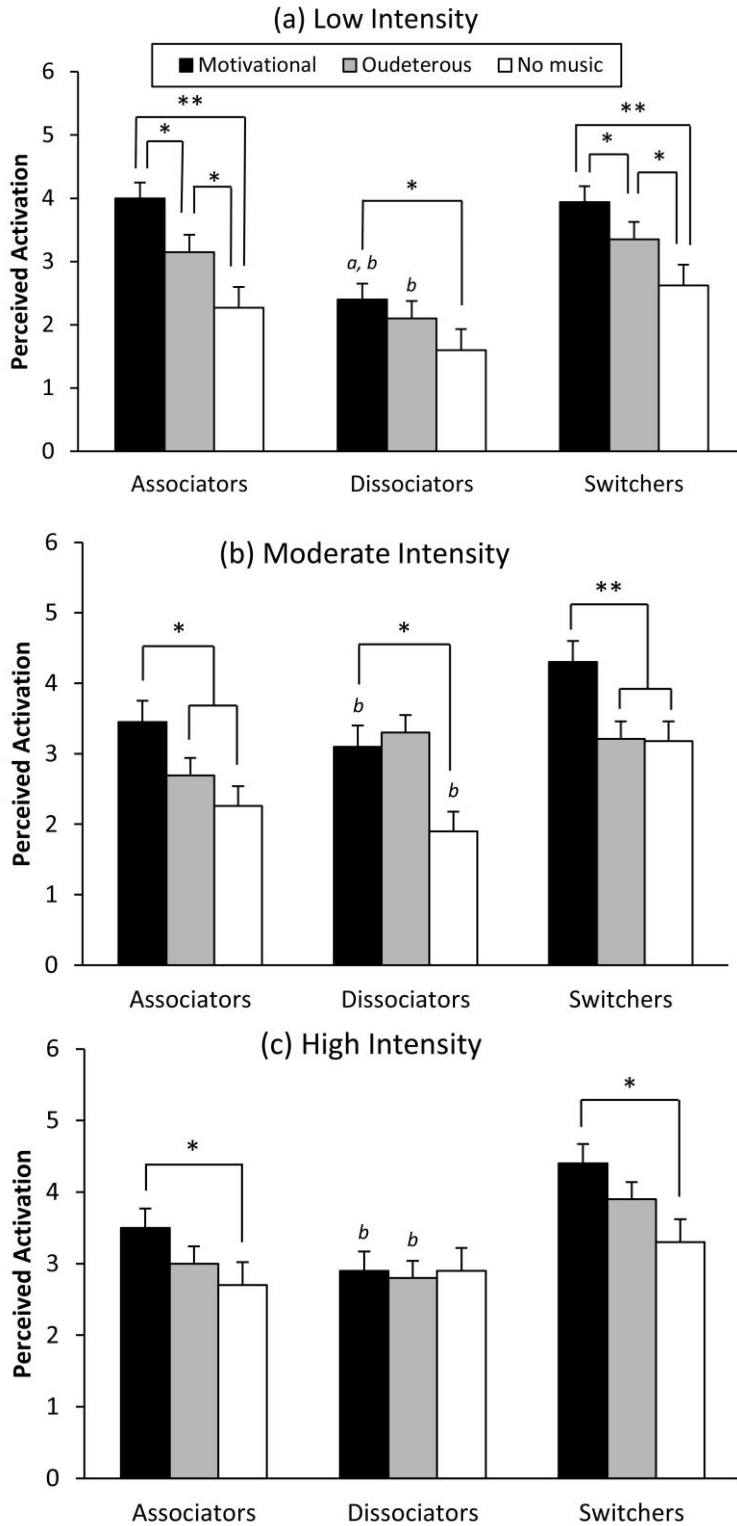 (a) Low Intensity
Motivational Oudeterous No music
6
5
4
3
2
1
0
Perceived Activation
**
*
*
*
**
*
*
a, b
b
Associators Dissociators Switchers
(b) Moderate Intensity
6
5
4
3
2
1
0
Perceived Activation
*
*
**
b
b
Associators Dissociators Switchers
(c) High Intensity
6
5
4
3
2
1
0
Perceived Activation
*
*
b b
Associators Dissociators Switchers